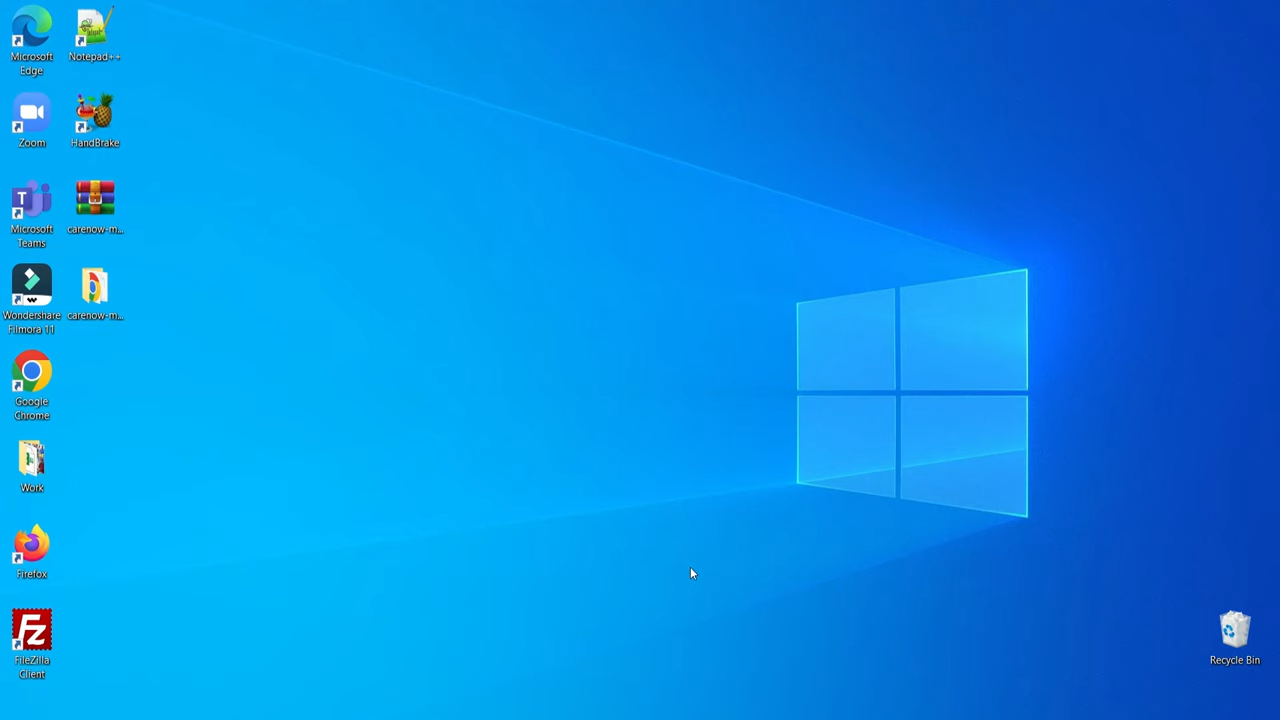 Microsoft
Edge
Notepad++
Zoom
HandBrake
Microsoft
Teams
carenow-m...
Wondershare
Filmora 11
carenow-m...
Google
Chrome
Work
Firefox
FileZilla
Client
Recycle Bin